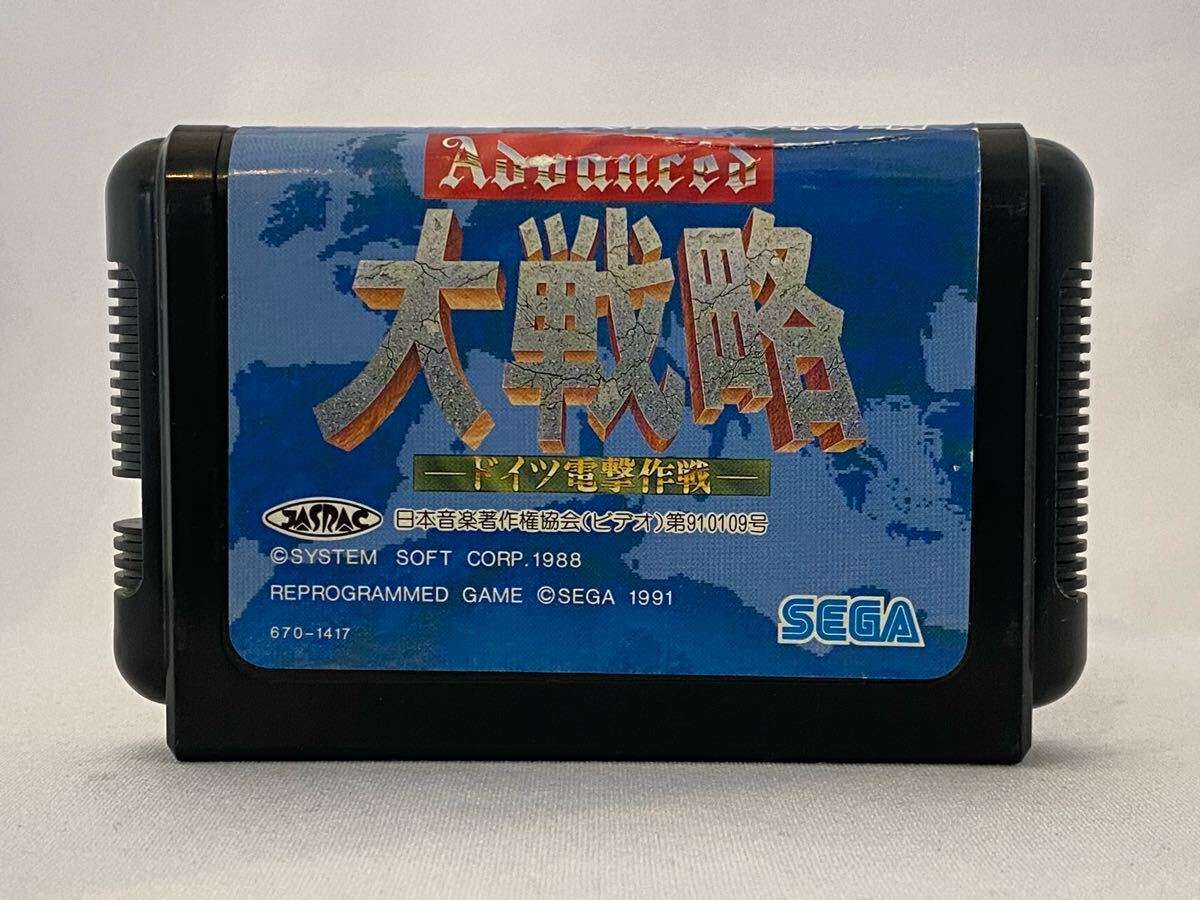 Advanced
大戦略
—ドイツ電撃作戦—
JASRAC 日本音楽著作権協会(ビデオ)第910109号
©SYSTEM SOFT CORP. 1988
REPROGRAMMED GAME ©SEGA 1991
670-1417
SEGA